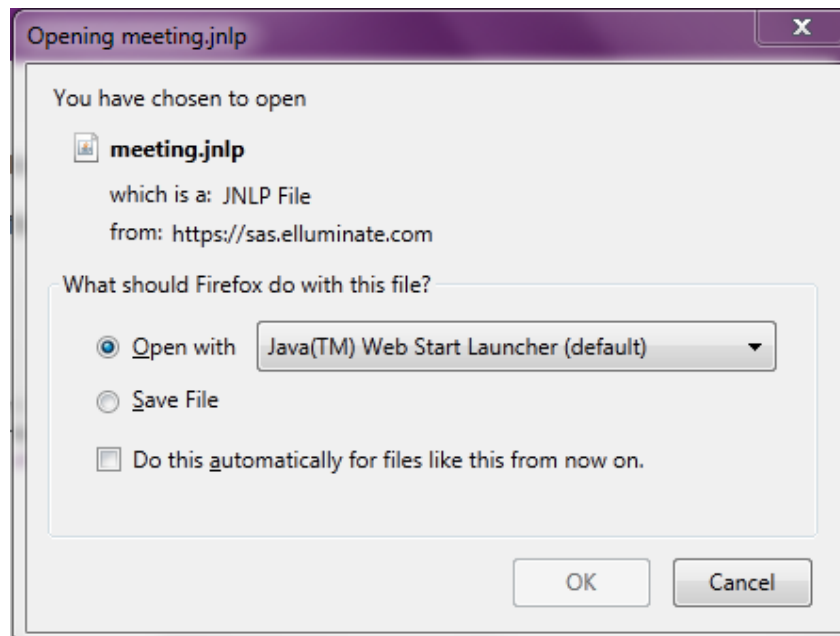 Opening meeting.jnlp
X
You have chosen to open
meeting.jnlp
which is a: JNLP File
from: https://sas.elluminate.com
What should Firefox do with this file?
Open with Java(TM) Web Start Launcher (default)
Save File
Do this automatically for files like this from now on.
OK Cancel